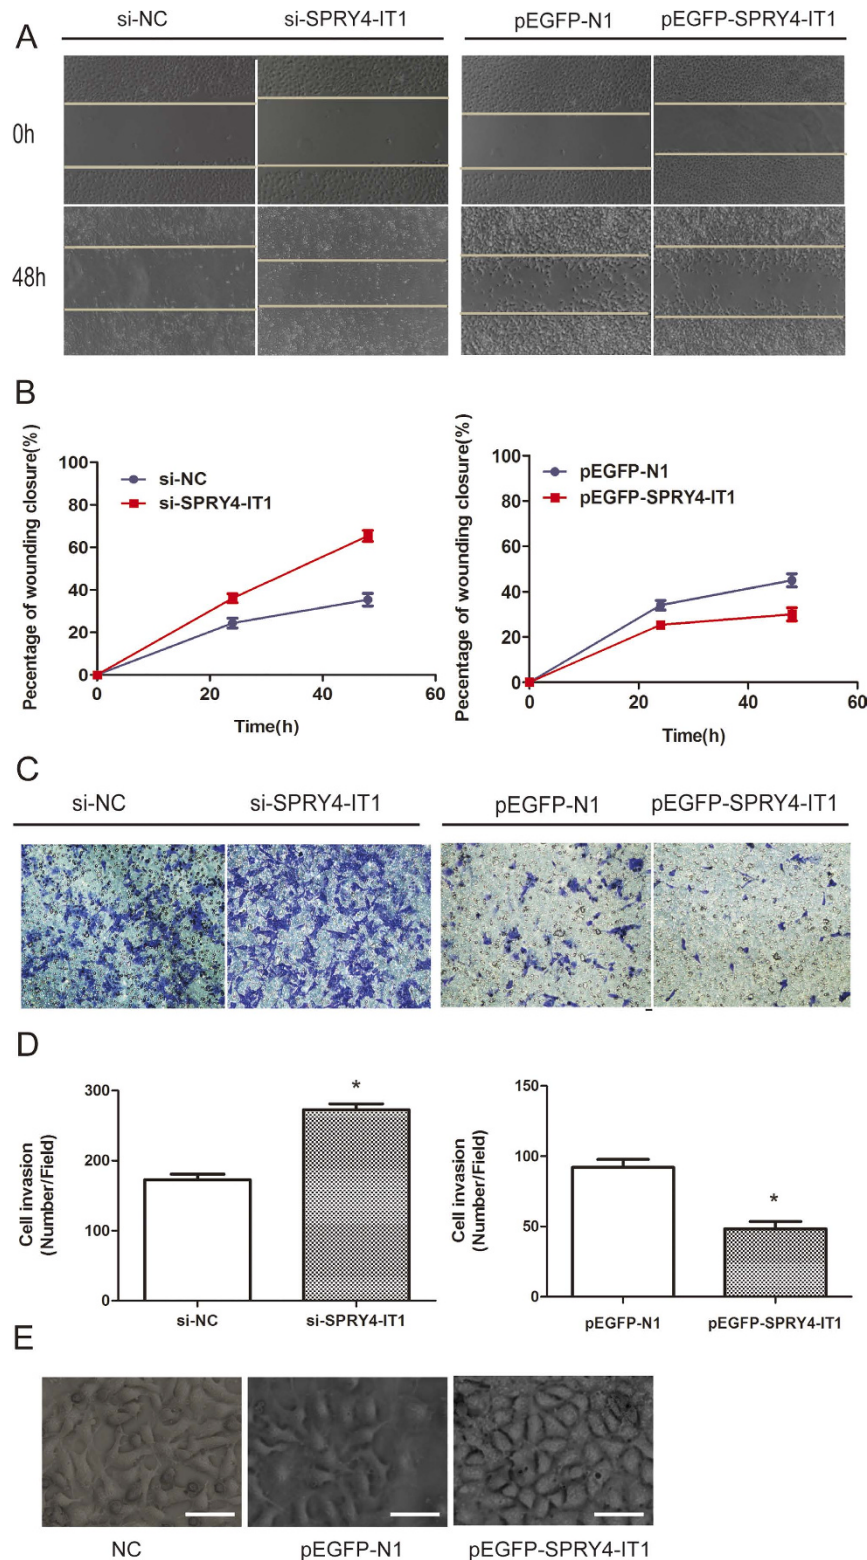 A
si-NC si-SPRY4-IT1 pEGFP-N1 pEGFP-SPRY4-IT1
0h
48h
B
Pecentage of wounding closure(%)
100
80
60
40
20
0
si-NC
si-SPRY4-IT1
0 20 40 60
Time(h)
Pecentage of wounding closure(%)
100
80
60
40
20
0
pEGFP-N1
pEGFP-SPRY4-IT1
0 20 40 60
Time(h)
C
si-NC si-SPRY4-IT1 pEGFP-N1 pEGFP-SPRY4-IT1
D
Cell invasion
(Number/Field)
300
200
100
0
*
si-NC si-SPRY4-IT1
Cell invasion
(Number/Field)
150
100
50
0
*
pEGFP-N1 pEGFP-SPRY4-IT1
E
NC pEGFP-N1 pEGFP-SPRY4-IT1